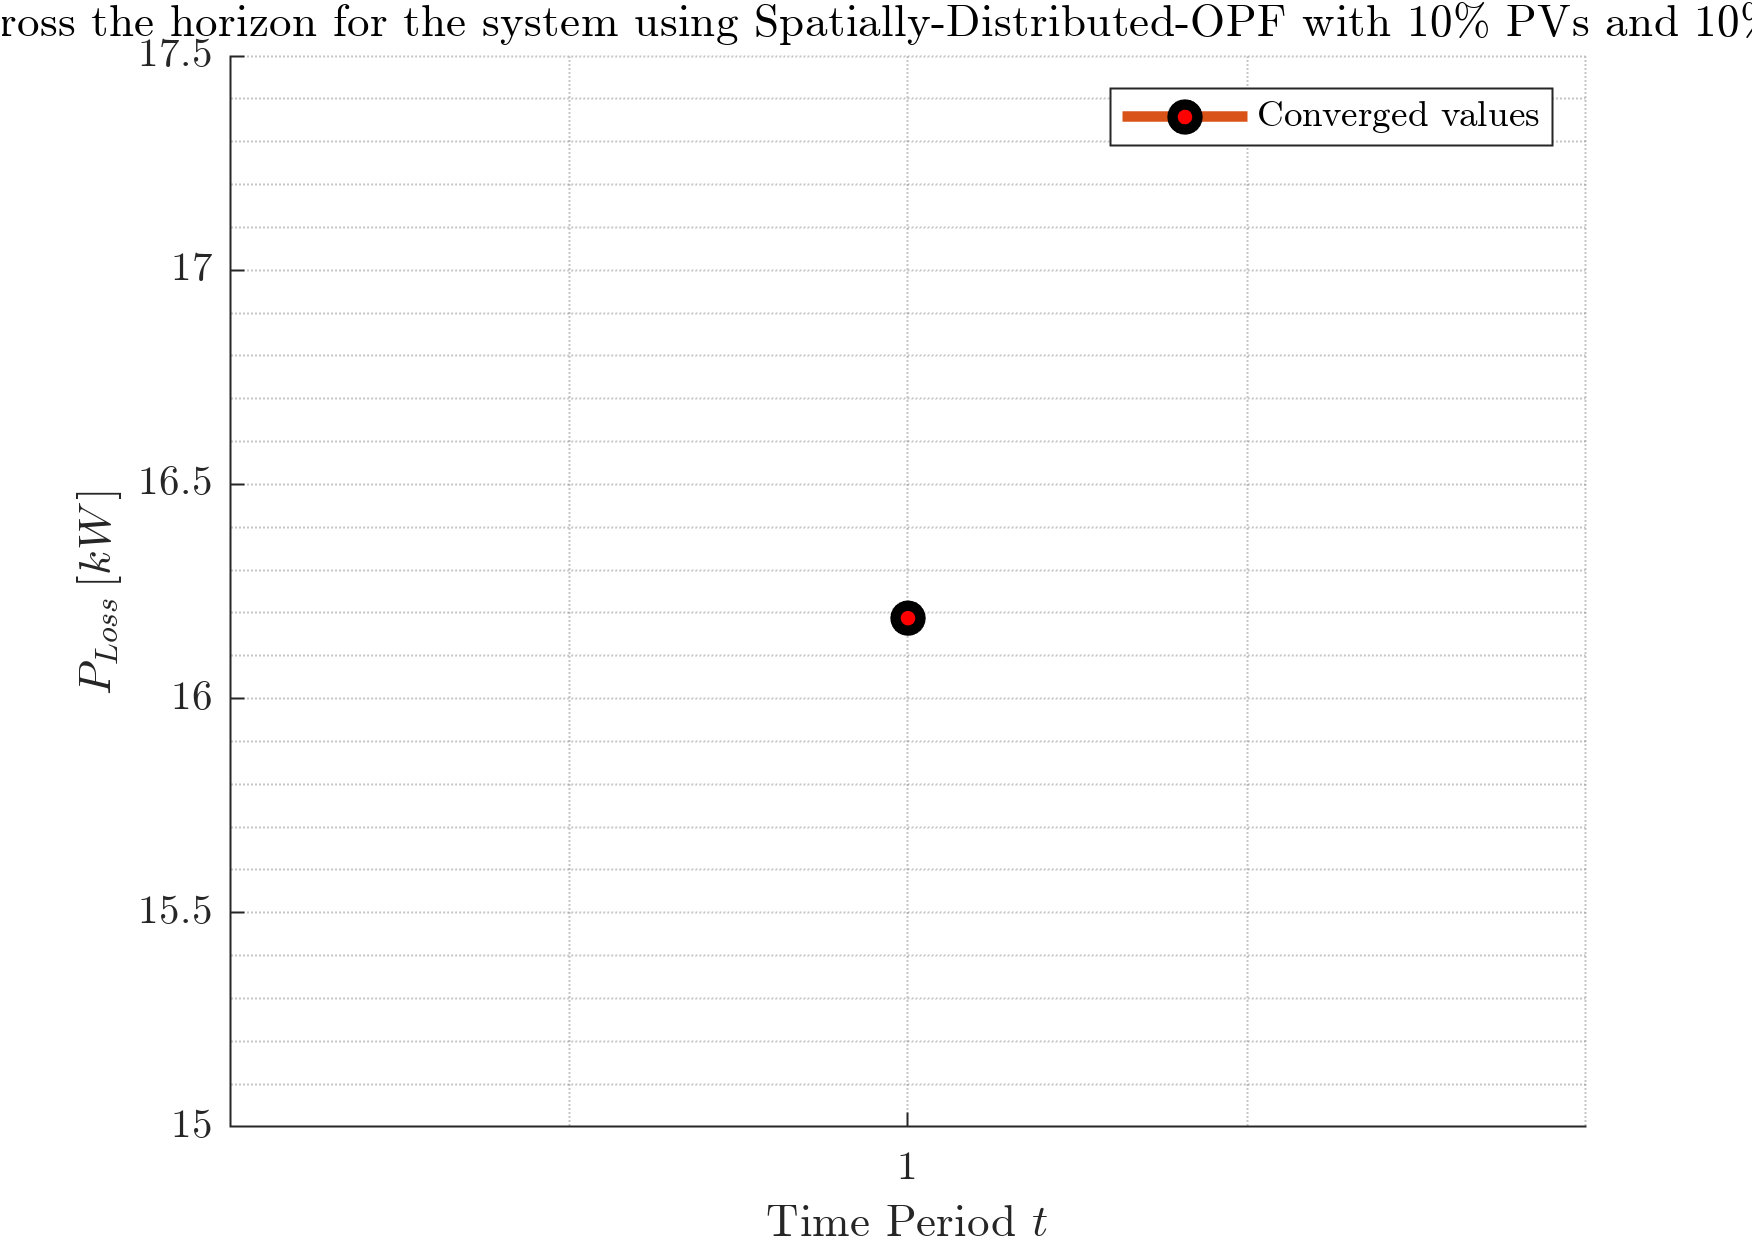 ross the horizon for the system using Spatially-Distributed-OPF with 10% PVs and 10%
17.5
Converged values
17
16.5
P_Loss [kW]
16
15.5
15
1
Time Period t